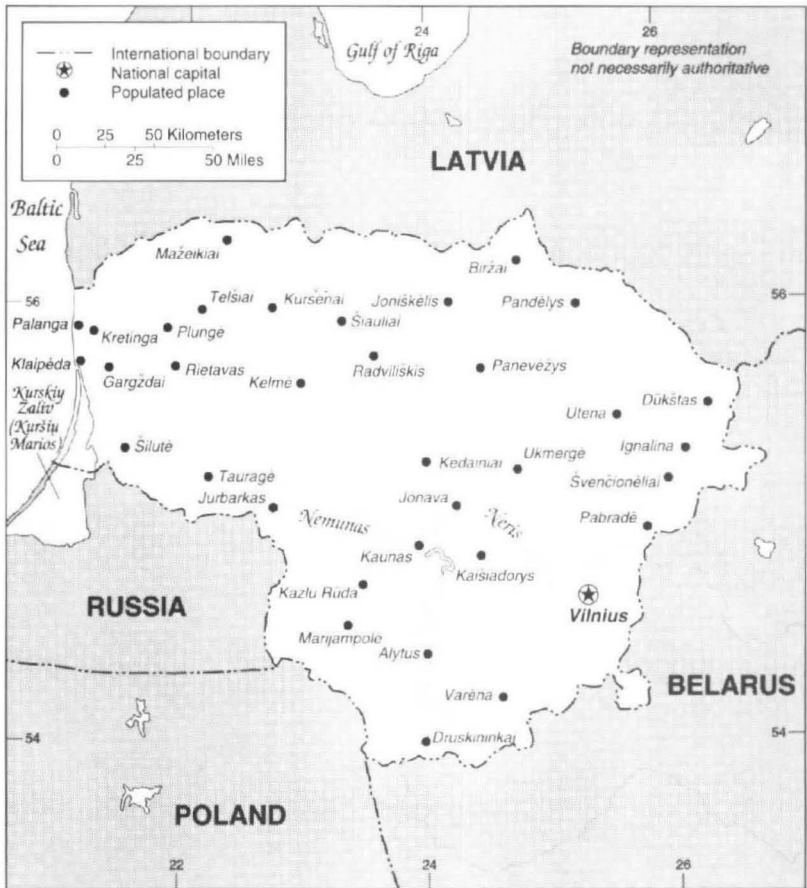 International boundary
National capital
Populated place
0 25 50 Kilometers
0 25 50 Miles
24
26
Gulf of Riga
Boundary representation
not necessarily authoritative
LATVIA
Baltic
Sea
Mažeikiai
Biržai
56
56
Telšiai
Kuršėnai
Joniškėlis
Pandėlys
Palanga
Kretinga
Plungė
Šiauliai
Klaipėda
Gargždai
Rietavas
Kelmė
Radviliškis
Panevėžys
Kurskiy
Zaliv
(Kuršių
Marios)
Utena
Dūkštas
Šilutė
Ignalina
Tauragė
Kedainiai
Ukmergė
Švenčionėliai
Jurbarkas
Jonava
Nemunas
Neris
Pabradė
Kaunas
Kaišiadorys
Kazlu Rūda
RUSSIA
Vilnius
Marijampolė
Alytus
BELARUS
Varėna
54
54
Druskininkai
POLAND
22
24
26